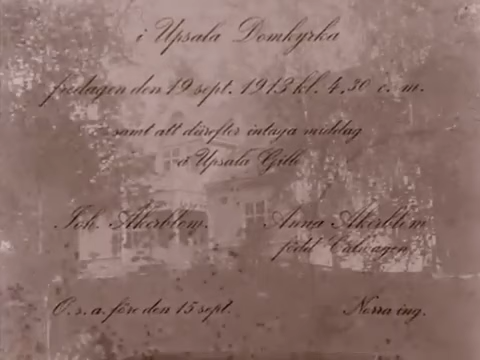 i Upsala Domkyrka
fredagen den 19 sept. 1913 kl. 4,30 e. m.
samt att därefter intaga middag
å Upsala Gille
Joh. Åkerblom. Anna Åkerblom
född Calwagen
O. s. a. före den 15 sept. Norra ing.